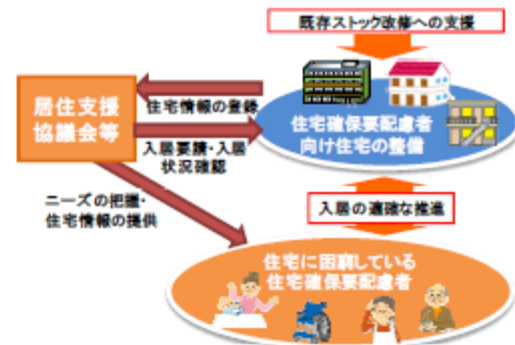 既存ストック改修への支援
居住支援
協議会等
住宅情報の登録
入居要請・入居
状況確認
住宅確保要配慮者
向け住宅の整備
ニーズの把握・
住宅情報の提供
入居の適確な推進
住宅に困窮している
住宅確保要配慮者